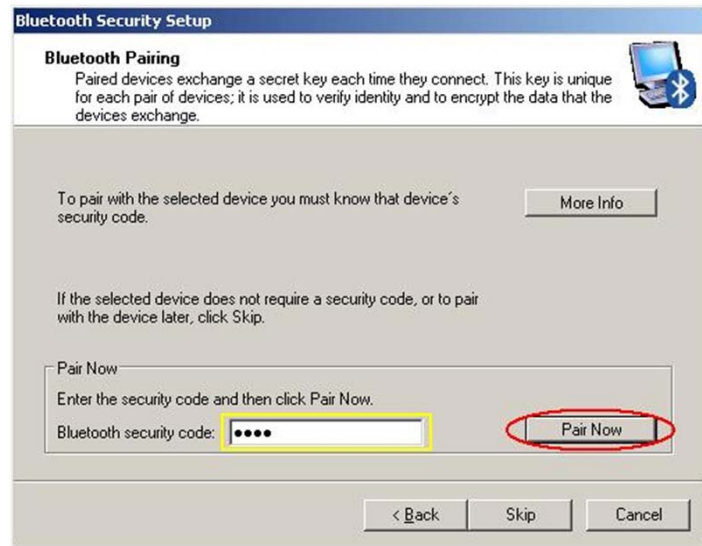 Bluetooth Security Setup
Bluetooth Pairing
Paired devices exchange a secret key each time they connect. This key is unique
for each pair of devices; it is used to verify identity and to encrypt the data that the
devices exchange.
To pair with the selected device you must know that device´s
security code.
More Info
If the selected device does not require a security code, or to pair
with the device later, click Skip.
Pair Now
Enter the security code and then click Pair Now.
Bluetooth security code: ●●●●
Pair Now
< Back
Skip
Cancel